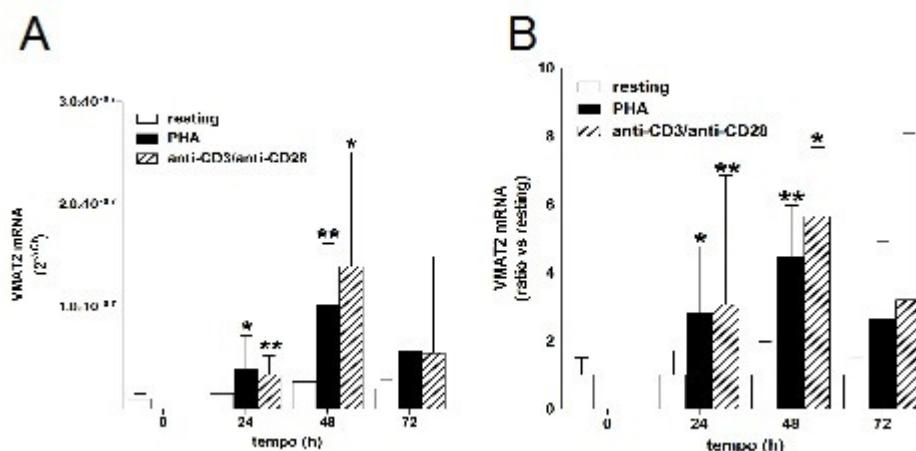 A
resting
PHA
anti-CD3/anti-CD28
VMAT2 mRNA
*
**
**
*
0
24
48
72
tempo (h)
B
10
8
6
4
2
0
resting
PHA
anti-CD3/anti-CD28
VMAT2 mRNA
(ratio vs resting)
*
**
**
*
0
24
48
72
tempo (h)